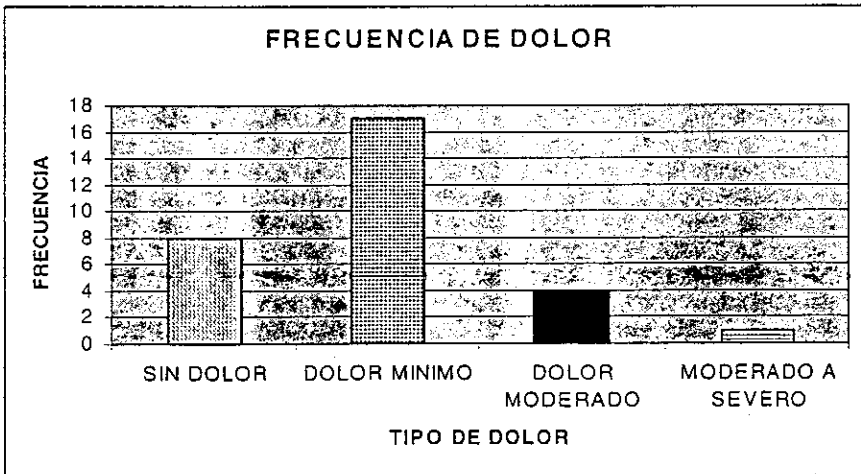 FRECUENCIA DE DOLOR
FRECUENCIA
18
16
14
12
10
8
6
4
2
0
SIN DOLOR
DOLOR MINIMO
DOLOR
MODERADO
MODERADO A
SEVERO
TIPO DE DOLOR